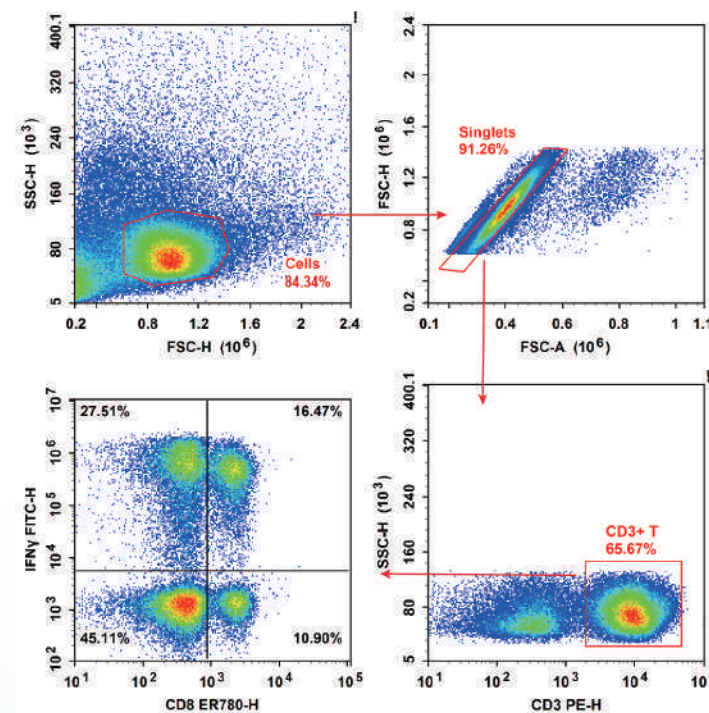 400.1
320
240
160
80
5
SSC-H (10³)
Cells
84.34%
0.2 0.8 1.2 1.6 2.4
FSC-H (10⁶)
!
2.4
2.0
1.4
1.2
0.8
0.2
FSC-H (10⁶)
Singlets
91.26%
0.1 0.4 0.6 0.8 1.1
FSC-A (10⁶)
10⁷
10⁶
10⁵
10⁴
10³
10²
IFNγ FITC-H
27.51% 16.47%
45.11% 10.90%
10¹ 10² 10³ 10⁴ 10⁵
CD8 ER780-H
400.1
320
240
160
80
5
SSC-H (10³)
CD3+ T
65.67%
10¹ 10² 10³ 10⁴
CD3 PE-H